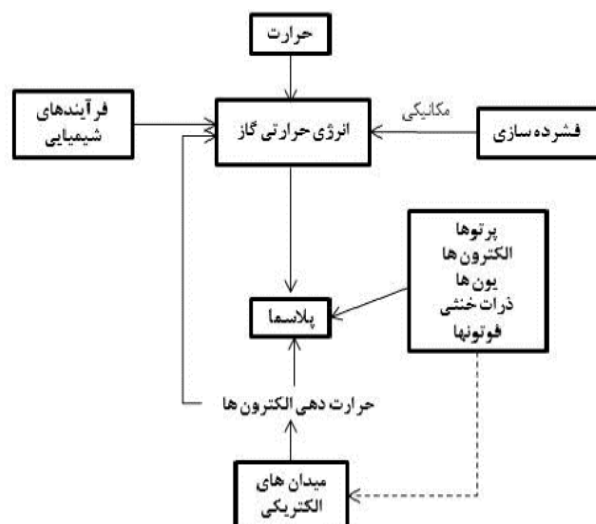 حرارت
فرآیندهای
شیمیایی
انرژی حرارتی گاز
مکانیکی
فشرده سازی
پرتوها
الکترون ها
یون ها
ذرات خنثی
فوتونها
پلاسما
حرارت دهی الکترون ها
میدان های
الکتریکی